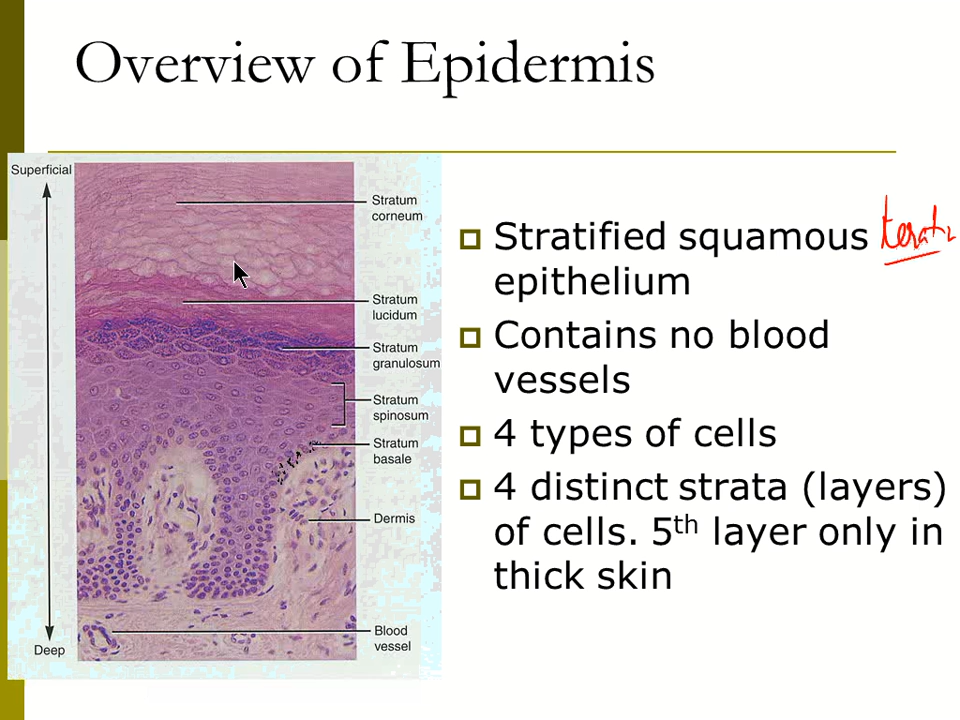 Overview of Epidermis
Superficial
Stratum
corneum
Stratum
lucidum
Stratum
granulosum
Stratum
spinosum
Stratum
basale
Dermis
Blood
vessel
Deep
Stratified squamous
epithelium
Contains no blood
vessels
4 types of cells
4 distinct strata (layers)
of cells. 5th layer only in
thick skin